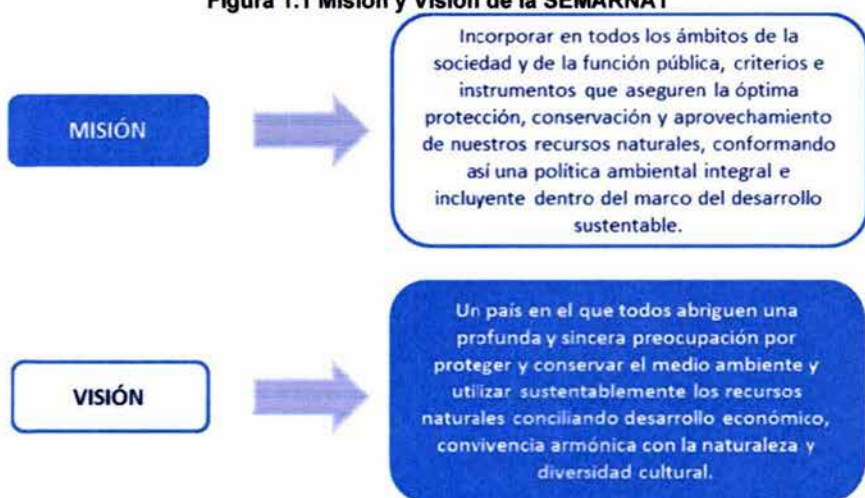 Figura 1.1 Misión y Visión de la SEMARNAT
MISIÓN
Incorporar en todos los ámbitos de la
sociedad y de la función pública, criterios e
instrumentos que aseguren la óptima
protección, conservación y aprovechamiento
de nuestros recursos naturales, conformando
así una política ambiental integral e
incluyente dentro del marco del desarrollo
sustentable.
VISIÓN
Un país en el que todos abriguen una
profunda y sincera preocupación por
proteger y conservar el medio ambiente y
utilizar sustentablemente los recursos
naturales conciliando desarrollo económico,
convivencia armónica con la naturaleza y
diversidad cultural.